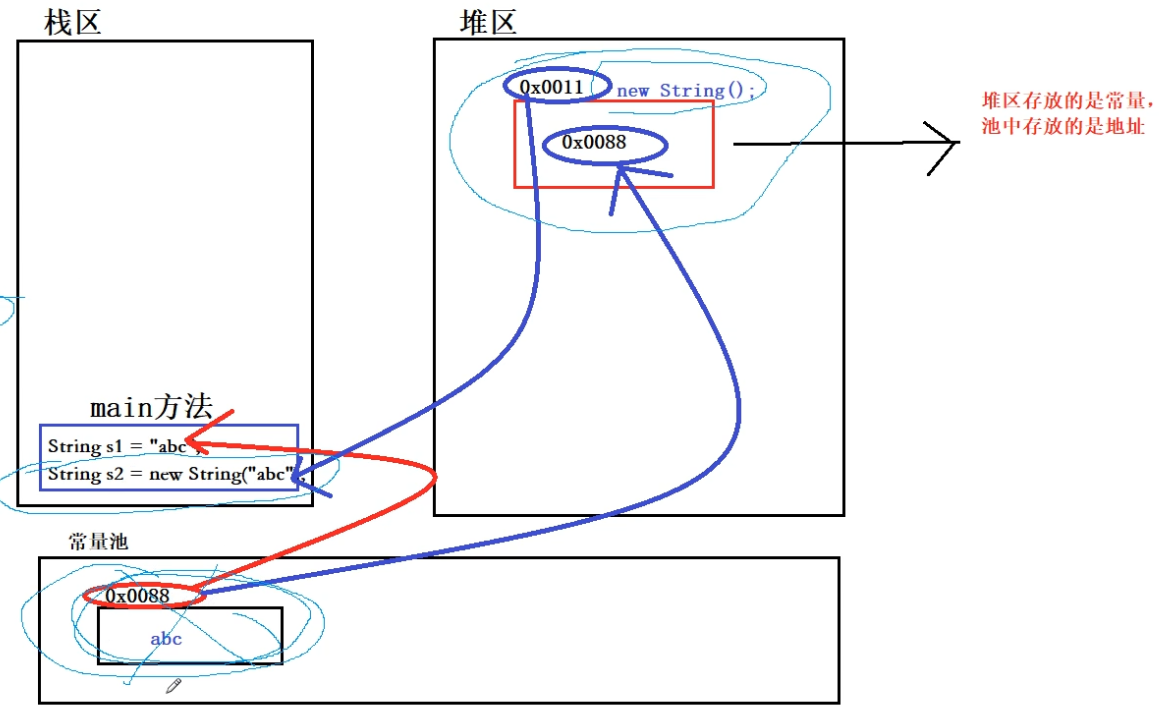 栈区
堆区
0x0011
new String();
0x0088
堆区存放的是常量，
池中存放的是地址
main方法
String s1 = "abc";
String s2 = new String("abc");
常量池
0x0088
abc